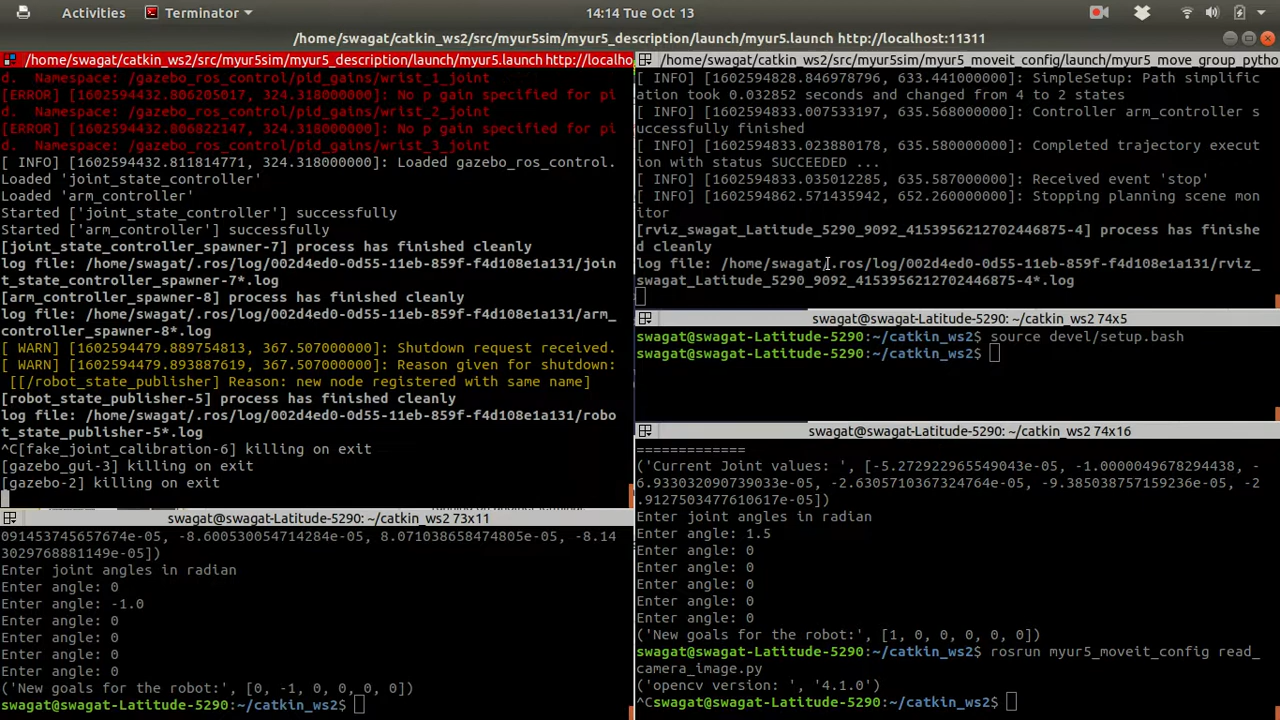 Activities Terminator 14:14 Tue Oct 13
/home/swagat/catkin_ws2/src/myur5sim/myur5_description/launch/myur5.launch http://localhost:11311
/home/swagat/catkin_ws2/src/myur5sim/myur5_description/launch/myur5.launch http://localho
d.  Namespace: /gazebo_ros_control/pid_gains/wrist_1_joint
[ERROR] [1602594432.806205017, 324.318000000]: No p gain specified for pi
d.  Namespace: /gazebo_ros_control/pid_gains/wrist_2_joint
[ERROR] [1602594432.806822147, 324.318000000]: No p gain specified for pi
d.  Namespace: /gazebo_ros_control/pid_gains/wrist_3_joint
[ INFO] [1602594432.811814771, 324.318000000]: Loaded gazebo_ros_control.
Loaded 'joint_state_controller'
Loaded 'arm_controller'
Started ['joint_state_controller'] successfully
Started ['arm_controller'] successfully
[joint_state_controller_spawner-7] process has finished cleanly
log file: /home/swagat/.ros/log/002d4ed0-0d55-11eb-859f-f4d108e1a131/join
t_state_controller_spawner-7*.log
[arm_controller_spawner-8] process has finished cleanly
log file: /home/swagat/.ros/log/002d4ed0-0d55-11eb-859f-f4d108e1a131/arm_
controller_spawner-8*.log
[ WARN] [1602594479.889754813, 367.507000000]: Shutdown request received.
[ WARN] [1602594479.893887619, 367.507000000]: Reason given for shutdown:
 [[/robot_state_publisher] Reason: new node registered with same name]
[robot_state_publisher-5] process has finished cleanly
log file: /home/swagat/.ros/log/002d4ed0-0d55-11eb-859f-f4d108e1a131/robo
t_state_publisher-5*.log
^C[fake_joint_calibration-6] killing on exit
[gazebo_gui-3] killing on exit
[gazebo-2] killing on exit
swagat@swagat-Latitude-5290: ~/catkin_ws2 73x11
091453745657674e-05, -8.600530054714284e-05, 8.071038658474805e-05, -8.14
3029768881149e-05])
Enter joint angles in radian
Enter angle: 0
Enter angle: -1.0
Enter angle: 0
Enter angle: 0
Enter angle: 0
Enter angle: 0
('New goals for the robot:', [0, -1, 0, 0, 0, 0])
swagat@swagat-Latitude-5290:~/catkin_ws2$
/home/swagat/catkin_ws2/src/myur5sim/myur5_moveit_config/launch/myur5_move_group_pytho
[ INFO] [1602594828.846978796, 633.441000000]: SimpleSetup: Path simplific
ation took 0.032852 seconds and changed from 4 to 2 states
[ INFO] [1602594833.007533197, 635.568000000]: Controller arm_controller s
uccessfully finished
[ INFO] [1602594833.023880178, 635.580000000]: Completed trajectory execut
ion with status SUCCEEDED ...
[ INFO] [1602594833.035012285, 635.587000000]: Received event 'stop'
[ INFO] [1602594862.571435942, 652.260000000]: Stopping planning scene mon
itor
[rviz_swagat_Latitude_5290_9092_4153956212702446875-4] process has finishe
d cleanly
log file: /home/swagat/.ros/log/002d4ed0-0d55-11eb-859f-f4d108e1a131/rviz_
swagat_Latitude_5290_9092_4153956212702446875-4*.log
swagat@swagat-Latitude-5290: ~/catkin_ws2 74x5
swagat@swagat-Latitude-5290:~/catkin_ws2$ source devel/setup.bash
swagat@swagat-Latitude-5290:~/catkin_ws2$
swagat@swagat-Latitude-5290: ~/catkin_ws2 74x16
=============
('Current Joint values: ', [-5.272922965549043e-05, -1.0000049678294438, -
6.933032090739033e-05, -2.6305710367324764e-05, -9.385038757159236e-05, -2
.9127503477610617e-05])
Enter joint angles in radian
Enter angle: 1.5
Enter angle: 0
Enter angle: 0
Enter angle: 0
Enter angle: 0
Enter angle: 0
('New goals for the robot:', [1, 0, 0, 0, 0, 0])
swagat@swagat-Latitude-5290:~/catkin_ws2$ rosrun myur5_moveit_config read_
camera_image.py
('opencv version: ', '4.1.0')
^Cswagat@swagat-Latitude-5290:~/catkin_ws2$